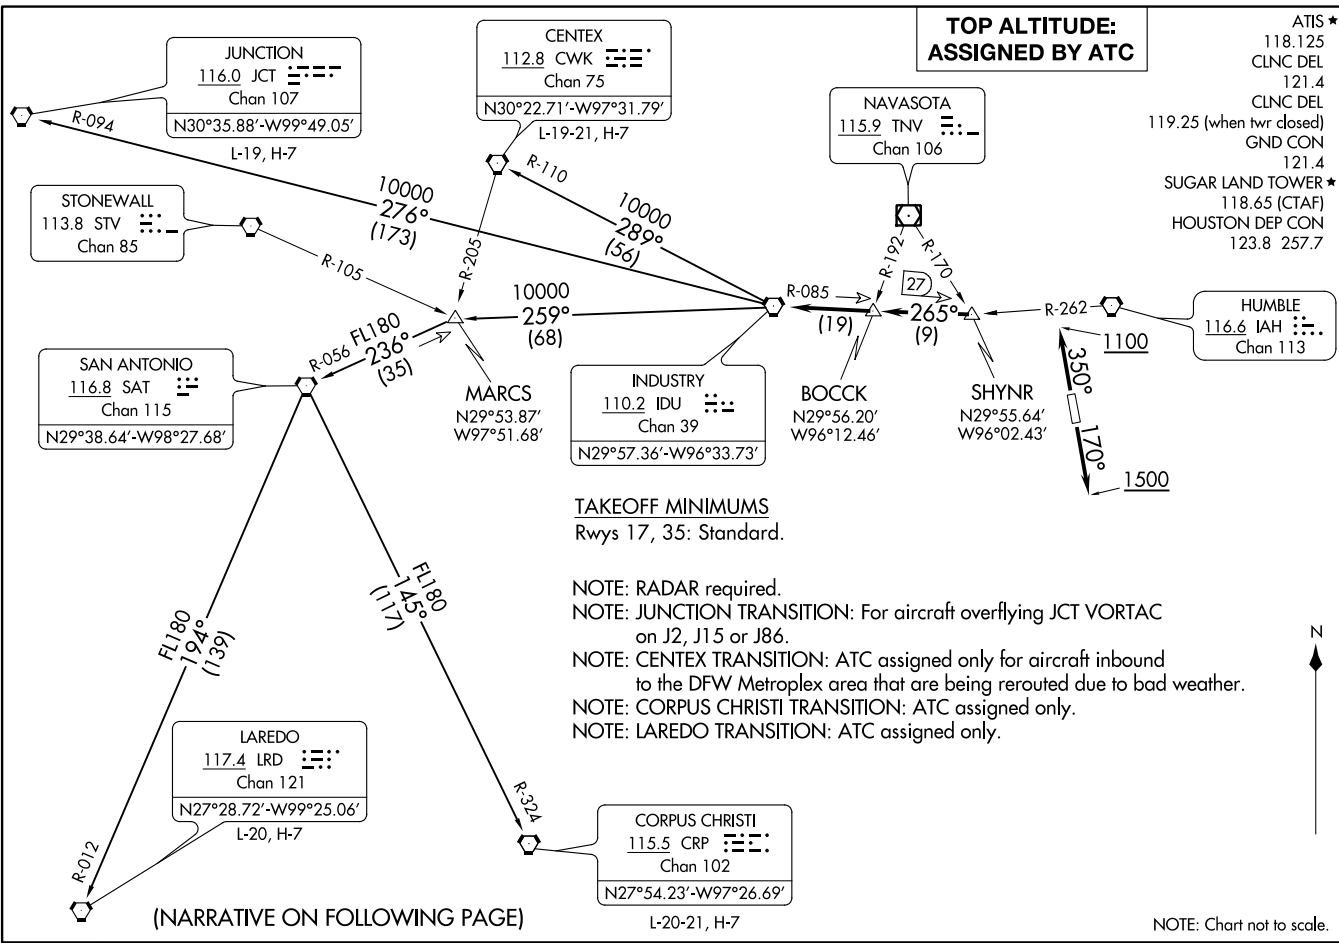 TOP ALTITUDE:
ASSIGNED BY ATC
ATIS ★
118.125
CLNC DEL
121.4
CLNC DEL
119.25 (when twr closed)
GND CON
121.4
SUGAR LAND TOWER ★
118.65 (CTAF)
HOUSTON DEP CON
123.8 257.7
JUNCTION
116.0 JCT
Chan 107
N30°35.88′-W99°49.05′
L-19, H-7
CENTEX
112.8 CWK
Chan 75
N30°22.71′-W97°31.79′
L-19-21, H-7
NAVASOTA
115.9 TNV
Chan 106
STONEWALL
113.8 STV
Chan 85
R-094
R-110
10000
276°
(173)
10000
289°
(56)
R-205
R-105
R-192
R-170
27
10000
259°
(68)
R-085
(19)
265°
(9)
R-262
HUMBLE
116.6 IAH
Chan 113
1100
350°
170°
1500
FL180
236°
(35)
R-056
SAN ANTONIO
116.8 SAT
Chan 115
N29°38.64′-W98°27.68′
MARCS
N29°53.87′
W97°51.68′
INDUSTRY
110.2 IDU
Chan 39
N29°57.36′-W96°33.73′
BOCCK
N29°56.20′
W96°12.46′
SHYNR
N29°55.64′
W96°02.43′
TAKEOFF MINIMUMS
Rwys 17, 35: Standard.
NOTE: RADAR required.
NOTE: JUNCTION TRANSITION: For aircraft overflying JCT VORTAC
on J2, J15 or J86.
NOTE: CENTEX TRANSITION: ATC assigned only for aircraft inbound
to the DFW Metroplex area that are being rerouted due to bad weather.
NOTE: CORPUS CHRISTI TRANSITION: ATC assigned only.
NOTE: LAREDO TRANSITION: ATC assigned only.
N
FL180
194°
(139)
FL180
145°
(117)
LAREDO
117.4 LRD
Chan 121
N27°28.72′-W99°25.06′
L-20, H-7
R-012
R-324
CORPUS CHRISTI
115.5 CRP
Chan 102
N27°54.23′-W97°26.69′
L-20-21, H-7
(NARRATIVE ON FOLLOWING PAGE)
NOTE: Chart not to scale.